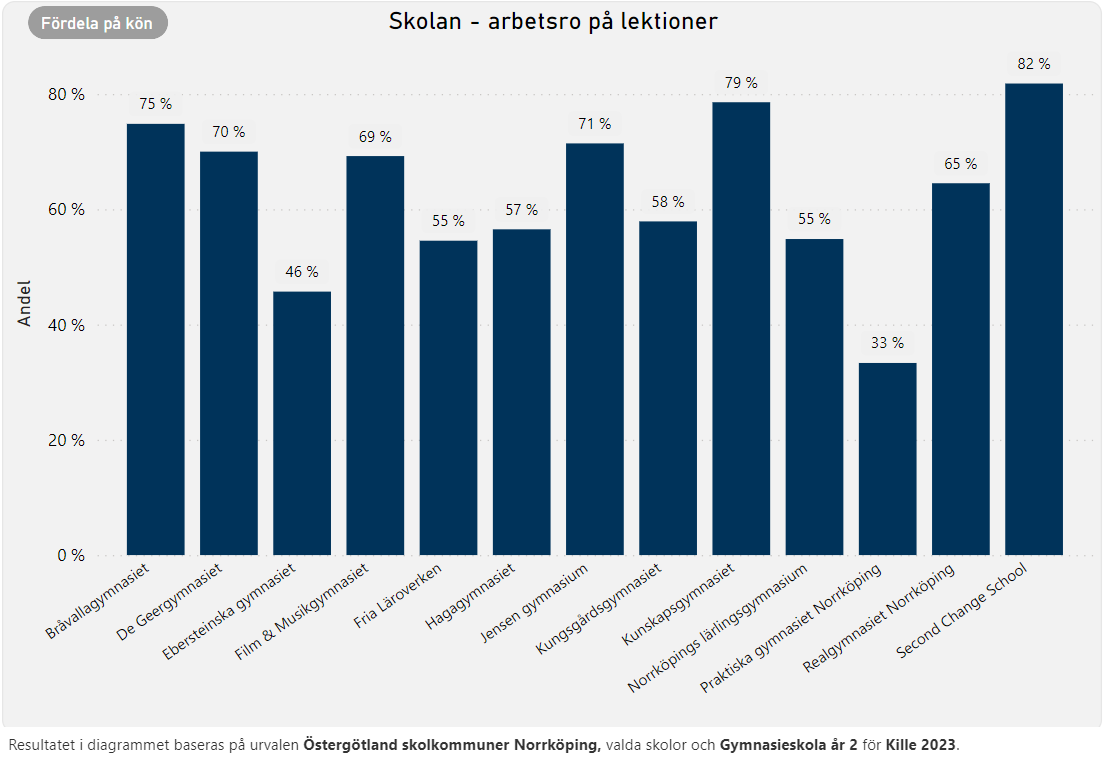 Fördela på kön
Skolan - arbetsro på lektioner
Andel
80 %
60 %
40 %
20 %
0 %
75 %
70 %
46 %
69 %
55 %
57 %
71 %
58 %
79 %
55 %
33 %
65 %
82 %
Bråvallagymnasiet
De Geergymnasiet
Ebersteinska gymnasiet
Film & Musikgymnasiet
Fria Läroverken
Hagagymnasiet
Jensen gymnasium
Kungsgårdsgymnasiet
Kunskapsgymnasiet
Norrköpings lärlingsgymnasium
Praktiska gymnasiet Norrköping
Realgymnasiet Norrköping
Second Change School
Resultatet i diagrammet baseras på urvalen Östergötland skolkommuner Norrköping, valda skolor och Gymnasieskola år 2 för Kille 2023.